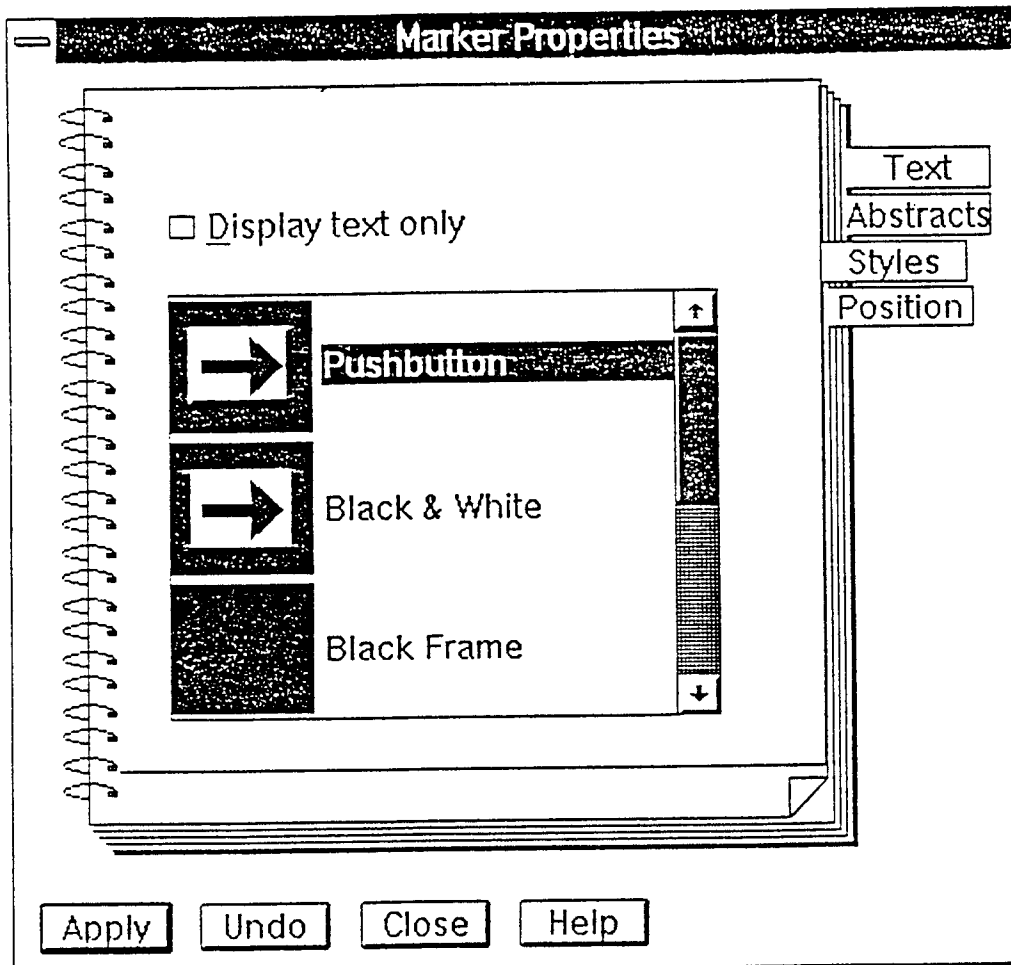 Marker Properties
Text
Abstracts
Styles
Position
Display text only
Pushbutton
Black & White
Black Frame
Apply
Undo
Close
Help